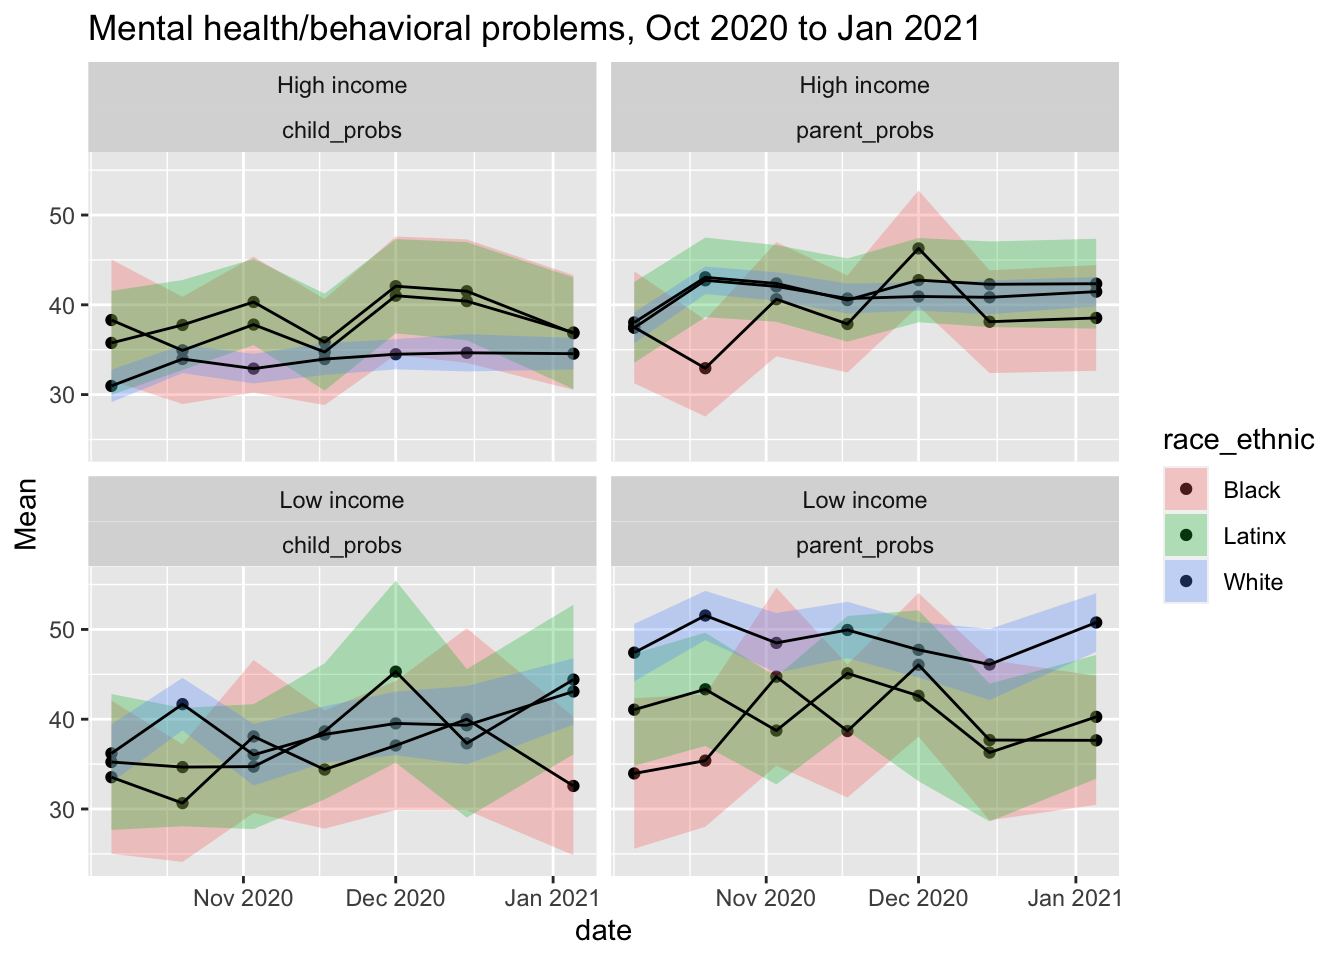 Mental health/behavioral problems, Oct 2020 to Jan 2021
High income
child_probs
High income
parent_probs
50
40
30
Low income
child_probs
Low income
parent_probs
50
40
30
Mean
Nov 2020
Dec 2020
Jan 2021
Nov 2020
Dec 2020
Jan 2021
date
race_ethnic
Black
Latinx
White